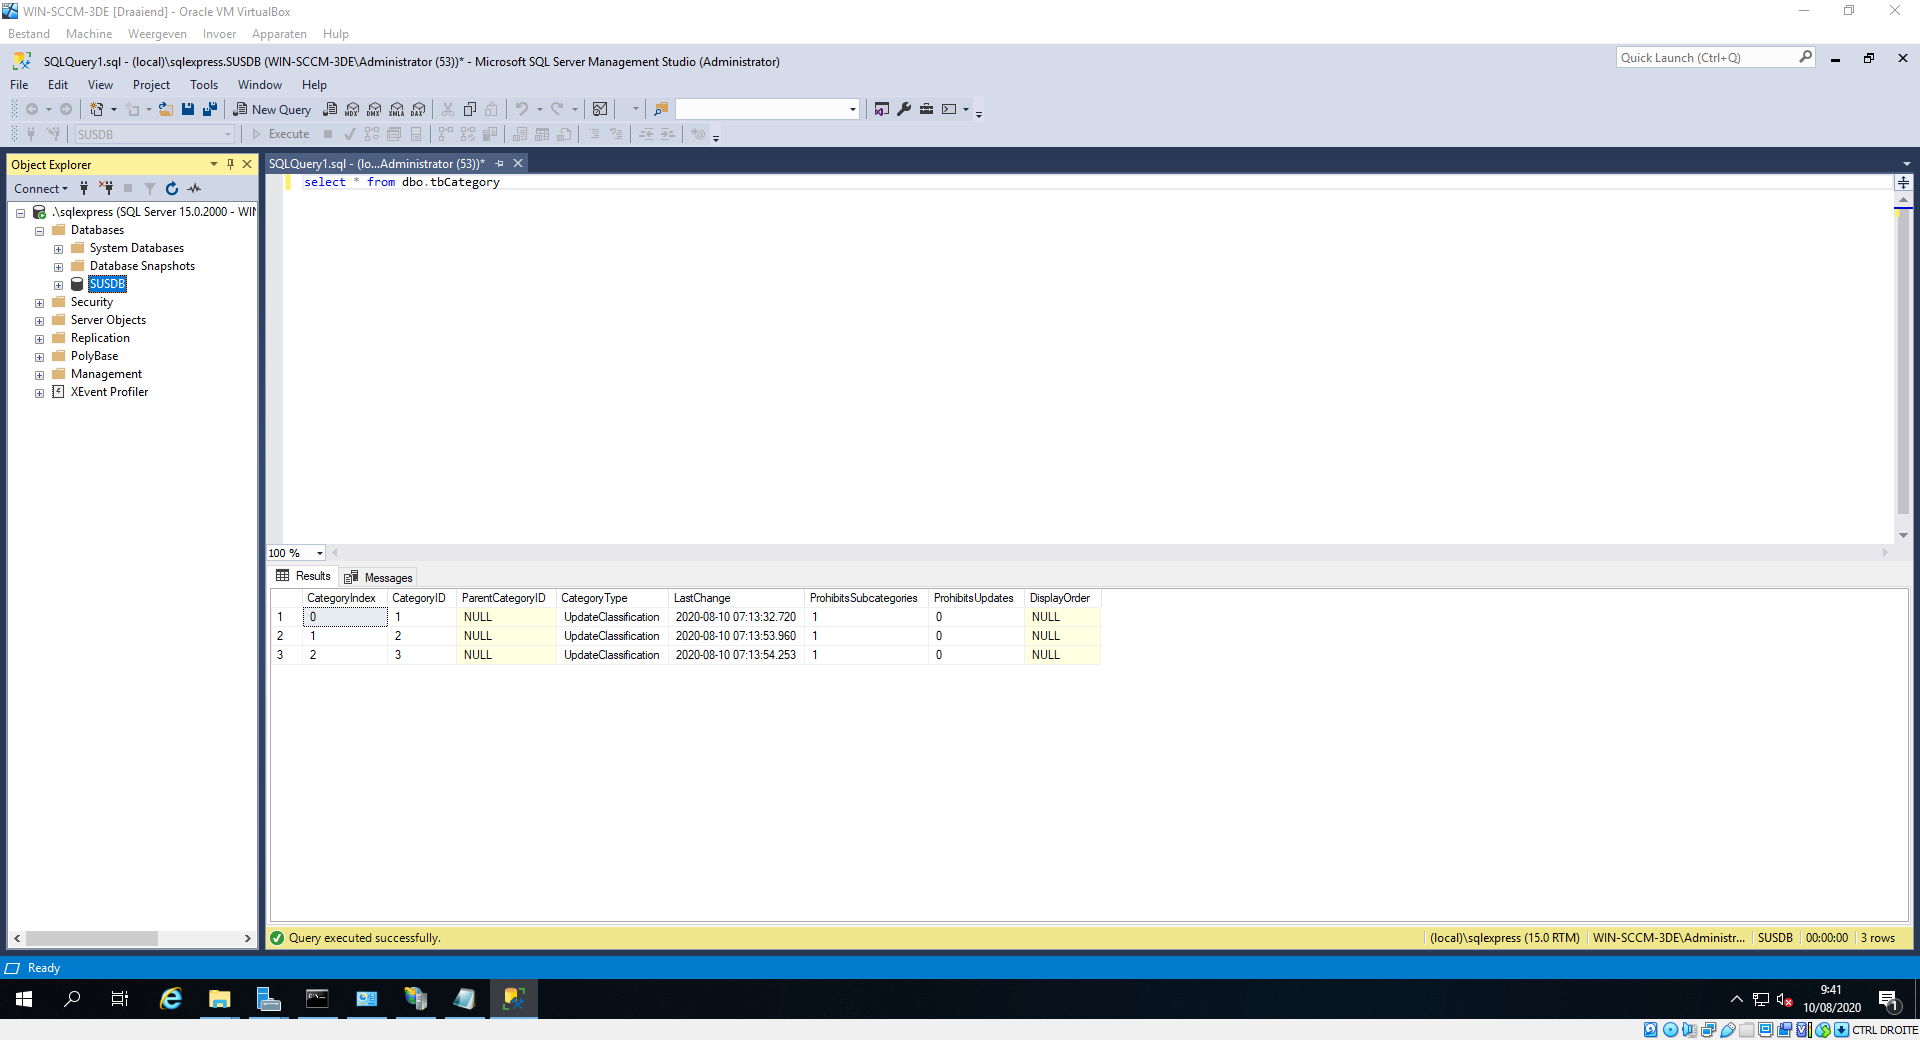 WIN-SCCM-3DE [Draaiend] - Oracle VM VirtualBox
Bestand Machine Weergeven Invoer Apparaten Hulp
SQLQuery1.sql - (local)\sqlexpress.SUSDB (WIN-SCCM-3DE\Administrator (53))* - Microsoft SQL Server Management Studio (Administrator)
Quick Launch (Ctrl+Q)
File Edit View Project Tools Window Help
New Query MDX DMX XMLA DAX
SUSDB Execute
Object Explorer
SQLQuery1.sql - (lo...Administrator (53))*
Connect
select * from dbo.tbCategory
.\sqlexpress (SQL Server 15.0.2000 - WIN
Databases
System Databases
Database Snapshots
SUSDB
Security
Server Objects
Replication
PolyBase
Management
XEvent Profiler
100 %
Results Messages
CategoryIndex CategoryID ParentCategoryID CategoryType LastChange ProhibitsSubcategories ProhibitsUpdates DisplayOrder
1 0 1 NULL UpdateClassification 2020-08-10 07:13:32.720 1 0 NULL
2 1 2 NULL UpdateClassification 2020-08-10 07:13:53.960 1 0 NULL
3 2 3 NULL UpdateClassification 2020-08-10 07:13:54.253 1 0 NULL
Query executed successfully.
(local)\sqlexpress (15.0 RTM) WIN-SCCM-3DE\Administr... SUSDB 00:00:00 3 rows
Ready
9:41
10/08/2020
1
CTRL DROITE